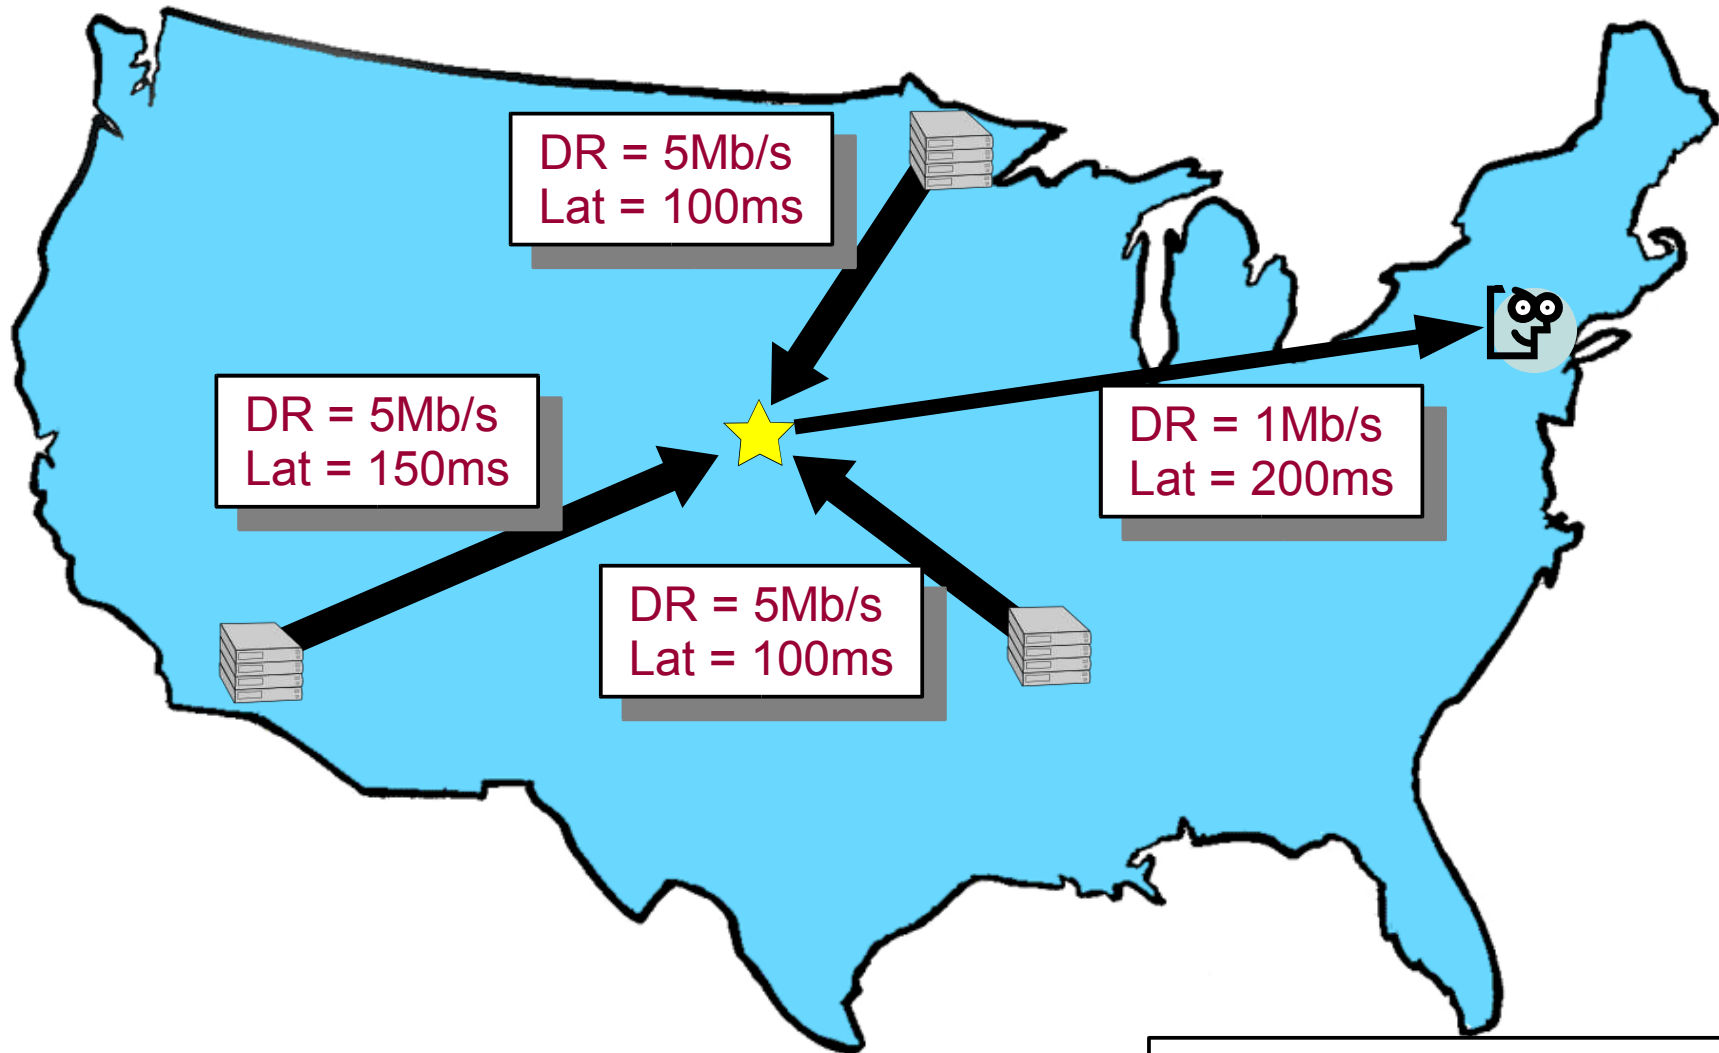 DR = 5Mb/s
Lat = 100ms
DR = 5Mb/s
Lat = 150ms
DR = 1Mb/s
Lat = 200ms
DR = 5Mb/s
Lat = 100ms